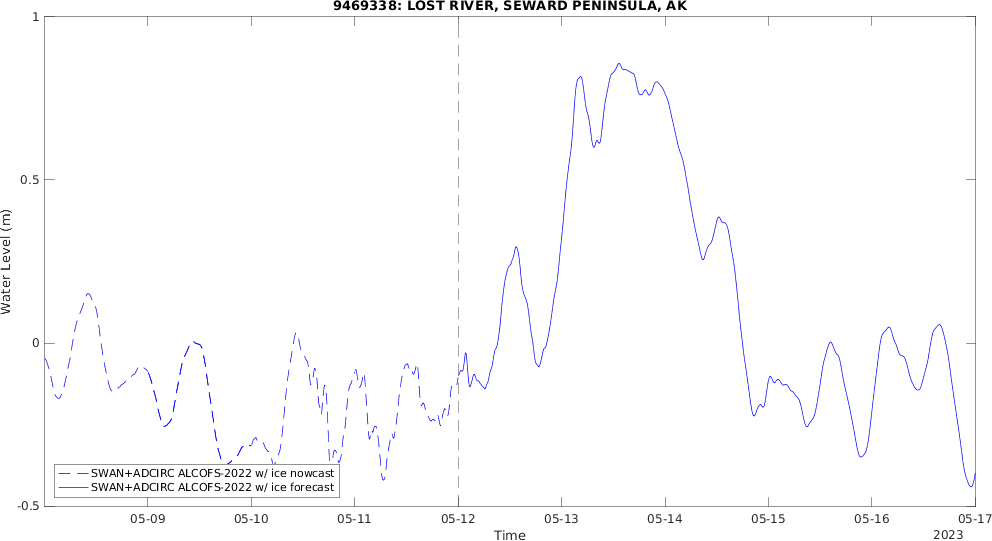 9469338: LOST RIVER, SEWARD PENINSULA, AK
1
0.5
0
-0.5
Water Level (m)
SWAN+ADCIRC ALCOFS-2022 w/ ice nowcast
SWAN+ADCIRC ALCOFS-2022 w/ ice forecast
05-09 05-10 05-11 05-12 05-13 05-14 05-15 05-16 05-17
Time
2023